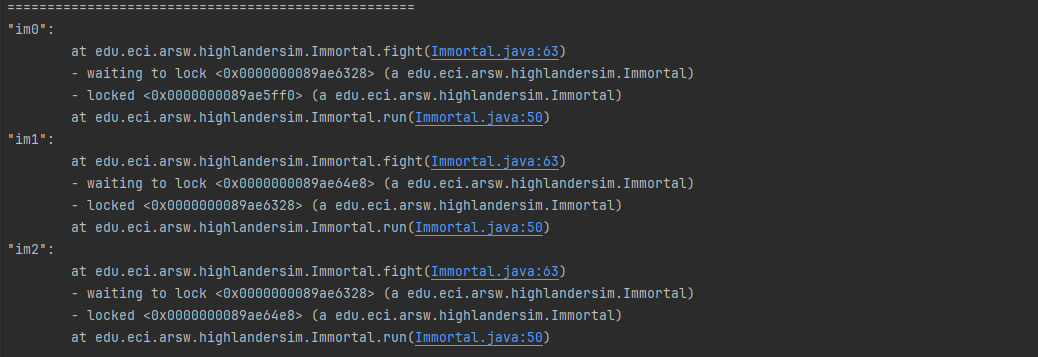 ===================================================
"im0":
        at edu.eci.arsw.highlandersim.Immortal.fight(Immortal.java:63)
        - waiting to lock <0x0000000089ae6328> (a edu.eci.arsw.highlandersim.Immortal)
        - locked <0x0000000089ae5ff0> (a edu.eci.arsw.highlandersim.Immortal)
        at edu.eci.arsw.highlandersim.Immortal.run(Immortal.java:50)
"im1":
        at edu.eci.arsw.highlandersim.Immortal.fight(Immortal.java:63)
        - waiting to lock <0x0000000089ae64e8> (a edu.eci.arsw.highlandersim.Immortal)
        - locked <0x0000000089ae6328> (a edu.eci.arsw.highlandersim.Immortal)
        at edu.eci.arsw.highlandersim.Immortal.run(Immortal.java:50)
"im2":
        at edu.eci.arsw.highlandersim.Immortal.fight(Immortal.java:63)
        - waiting to lock <0x0000000089ae6328> (a edu.eci.arsw.highlandersim.Immortal)
        - locked <0x0000000089ae64e8> (a edu.eci.arsw.highlandersim.Immortal)
        at edu.eci.arsw.highlandersim.Immortal.run(Immortal.java:50)